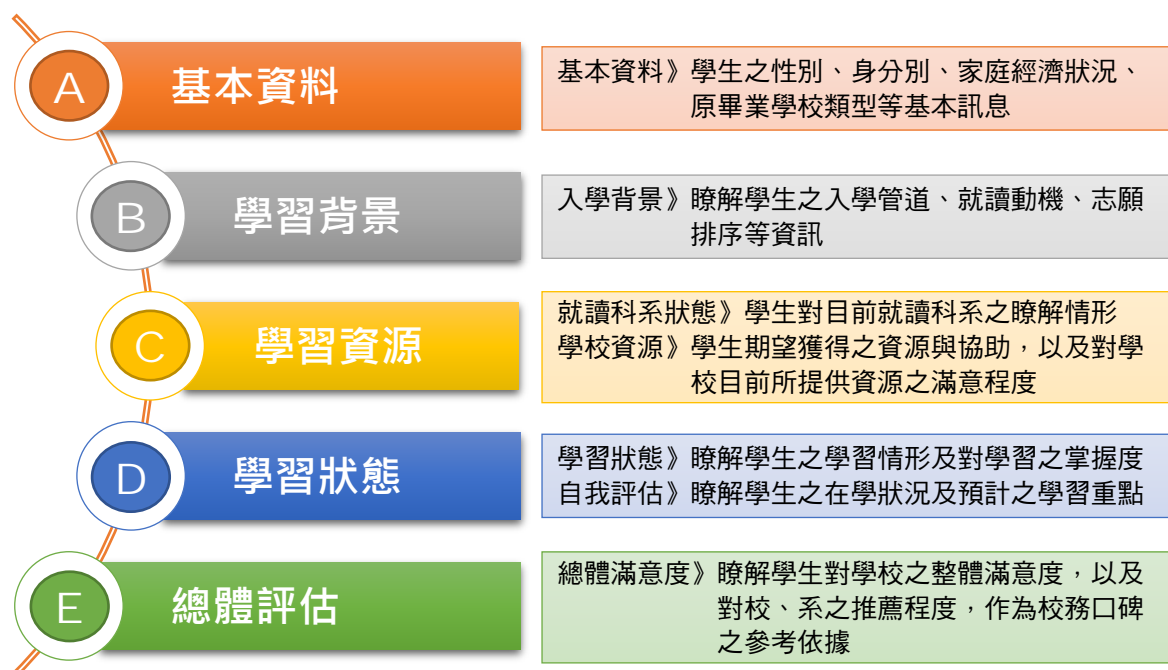 A
基本資料
基本資料》學生之性別、身分別、家庭經濟狀況、
原畢業學校類型等基本訊息
B
學習背景
入學背景》瞭解學生之入學管道、就讀動機、志願
排序等資訊
C
學習資源
就讀科系狀態》學生對目前就讀科系之瞭解情形
學校資源》學生期望獲得之資源與協助，以及對學
校目前所提供資源之滿意程度
D
學習狀態
學習狀態》瞭解學生之學習情形及對學習之掌握度
自我評估》瞭解學生之在學狀況及預計之學習重點
E
總體評估
總體滿意度》瞭解學生對學校之整體滿意度，以及
對校、系之推薦程度，作為校務口碑
之參考依據